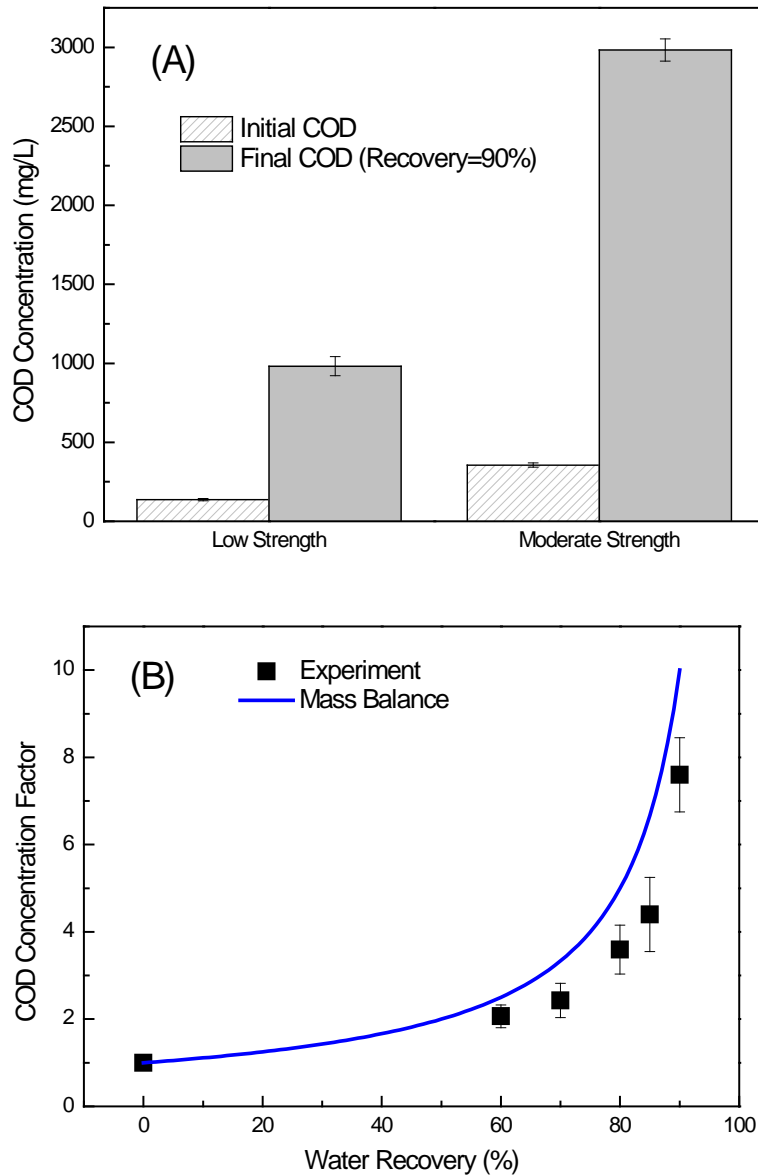 (A)
3000
2500
2000
1500
1000
500
0
COD Concentration (mg/L)
Initial COD
Final COD (Recovery=90%)
Low Strength
Moderate Strength
(B)
10
8
6
4
2
0
COD Concentration Factor
Experiment
Mass Balance
0 20 40 60 80 100
Water Recovery (%)